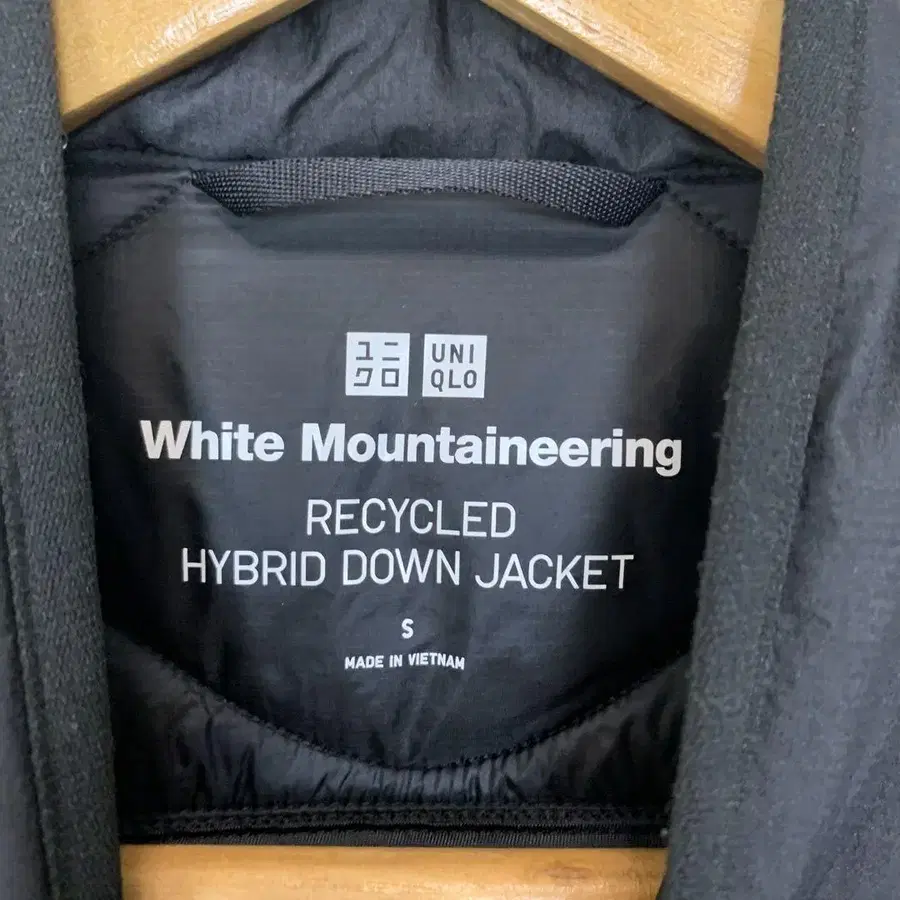 ユニ UNI
クロ QLO
White Mountaineering
RECYCLED
HYBRID DOWN JACKET
S
MADE IN VIETNAM